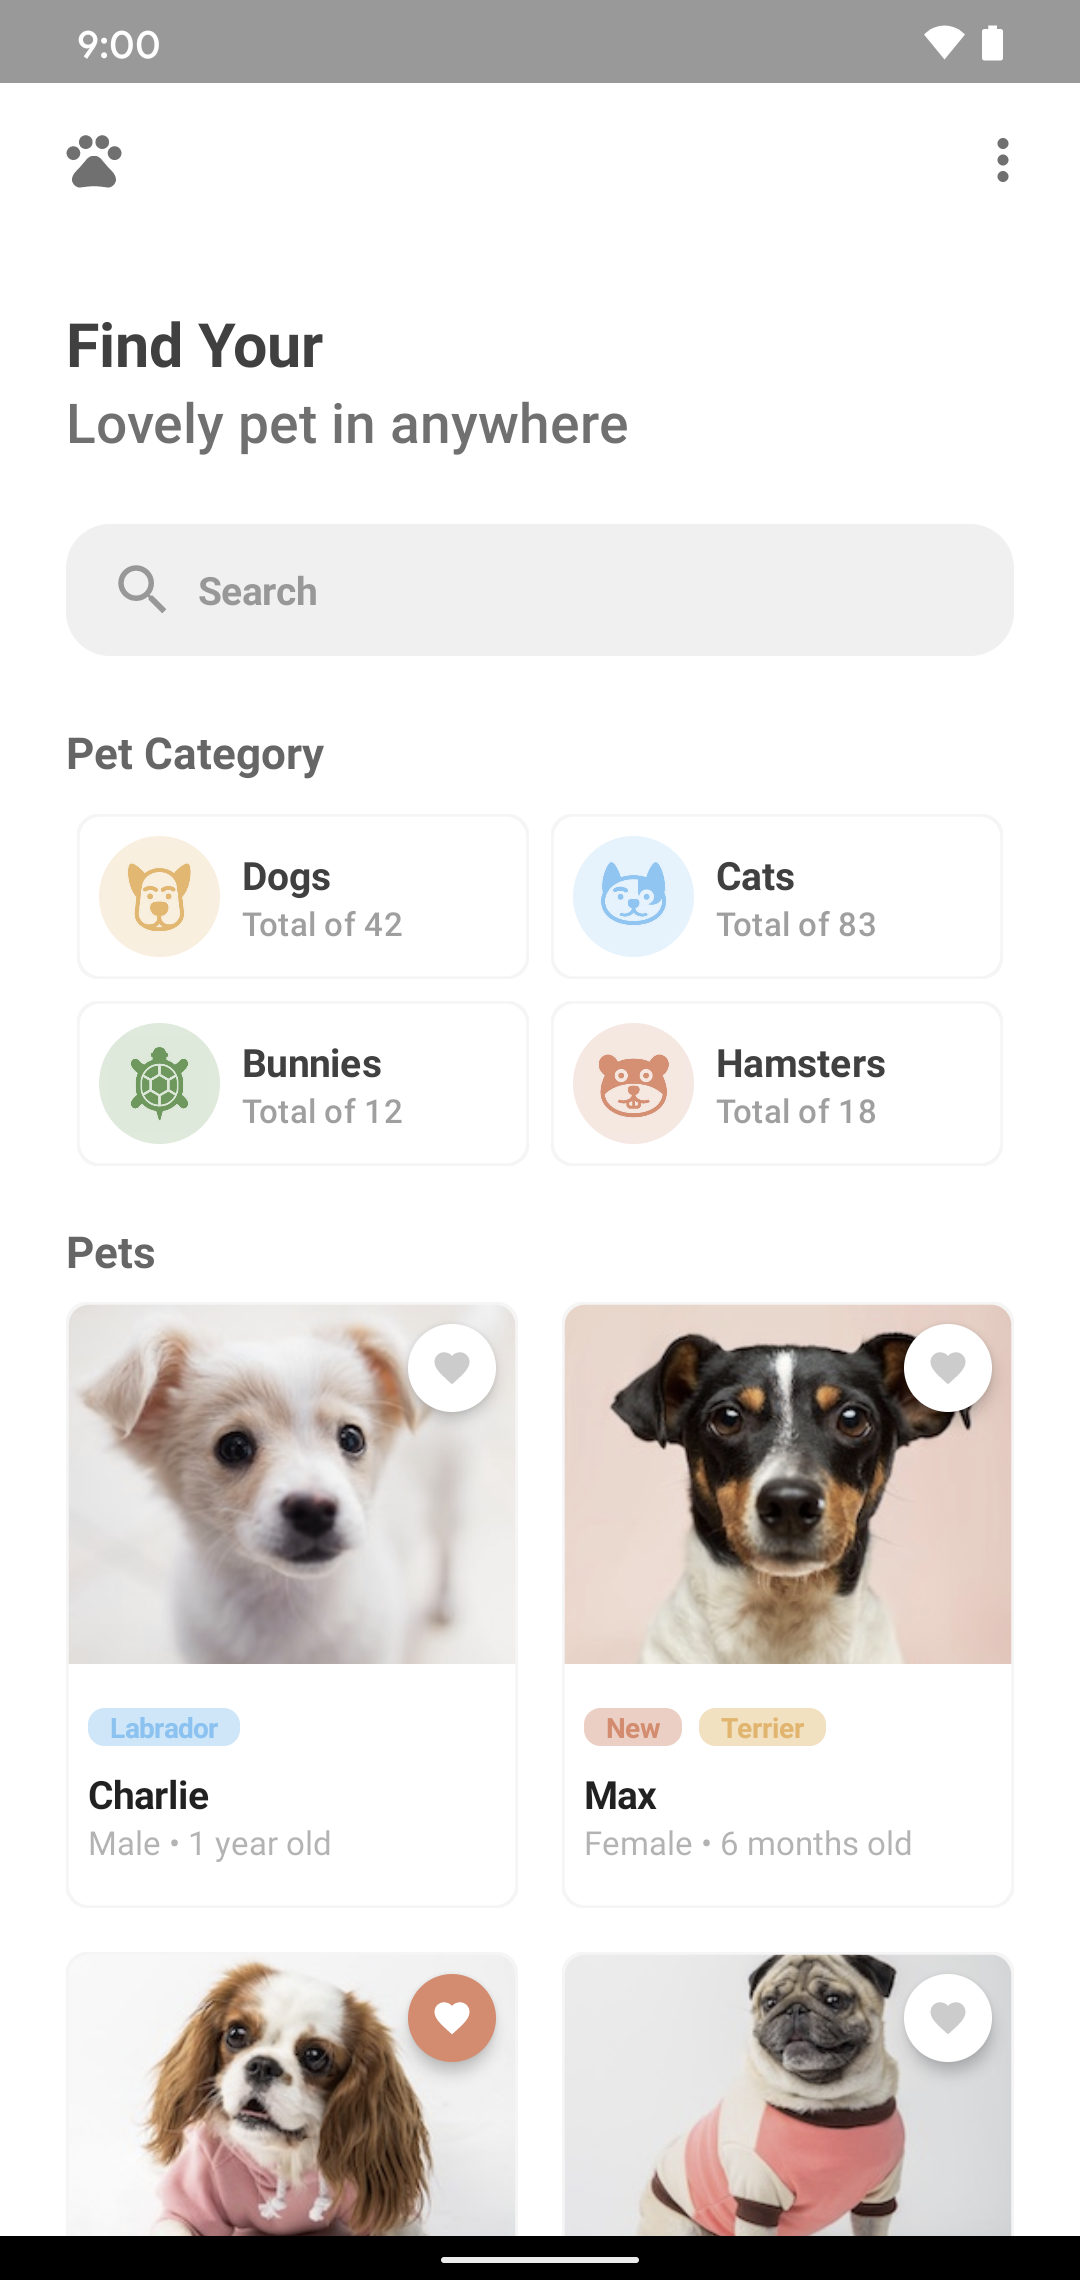 9:00
Find Your
Lovely pet in anywhere
Search
Pet Category
Dogs
Total of 42
Cats
Total of 83
Bunnies
Total of 12
Hamsters
Total of 18
Pets
Labrador
Charlie
Male • 1 year old
New
Terrier
Max
Female • 6 months old